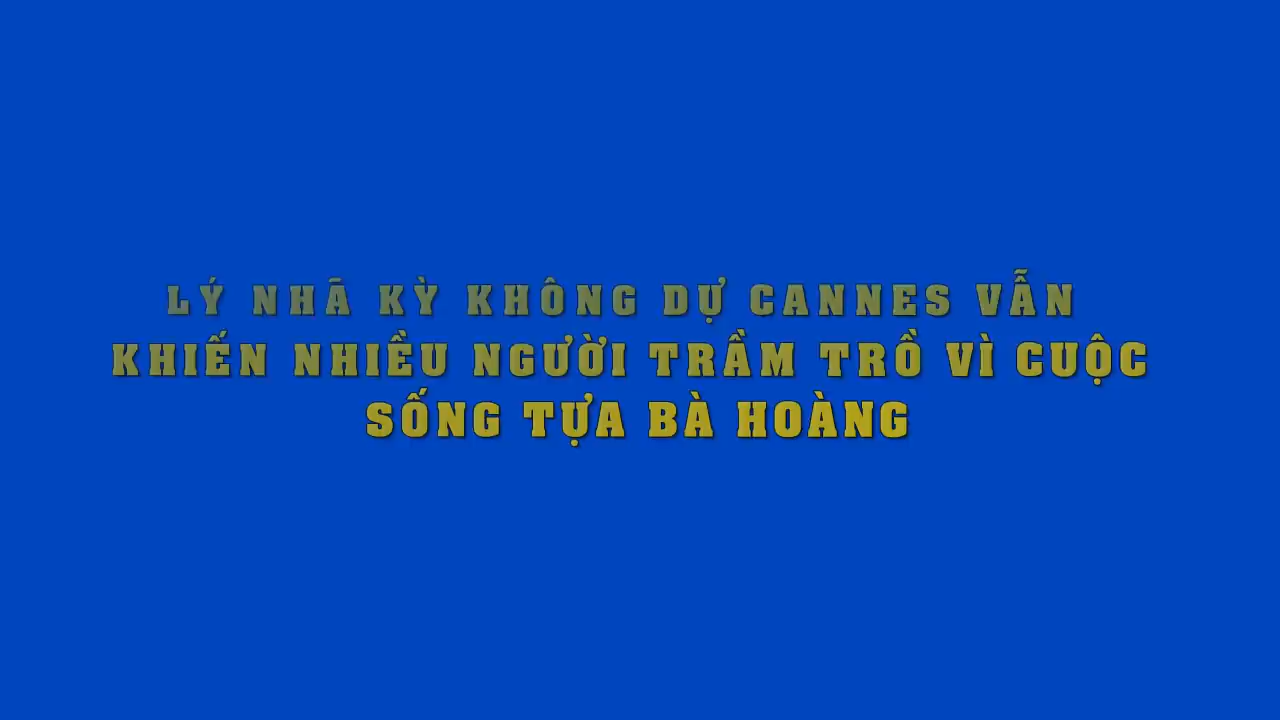 LÝ NHÃ KỲ KHÔNG DỰ CANNES VẪN
KHIẾN NHIỀU NGƯỜI TRẦM TRỒ VÌ CUỘC
SỐNG TỰA BÀ HOÀNG